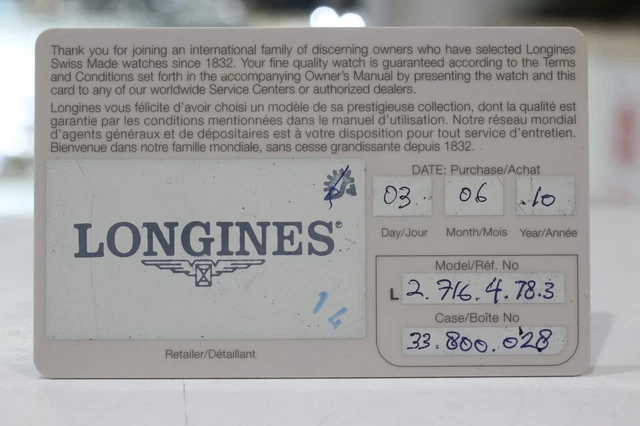 Thank you for joining an international family of discerning owners who have selected Longines
Swiss Made watches since 1832. Your fine quality watch is guaranteed according to the Terms
and Conditions set forth in the accompanying Owner's Manual by presenting the watch and this
card to any of our worldwide Service Centers or authorized dealers.
Longines vous félicite d'avoir choisi un modèle de sa prestigieuse collection, dont la qualité est
garantie par les conditions mentionnées dans le manuel d'utilisation. Notre réseau mondial
d'agents généraux et de dépositaires est à votre disposition pour tout service d'entretien.
Bienvenue dans notre famille mondiale, sans cesse grandissante depuis 1832.
DATE: Purchase/Achat
03 06 .10
Day/Jour Month/Mois Year/Année
LONGINES®
14
Retailer/Détaillant
Model/Réf. No
L 2.716.4.78.3
Case/Boîte No
33.800.028